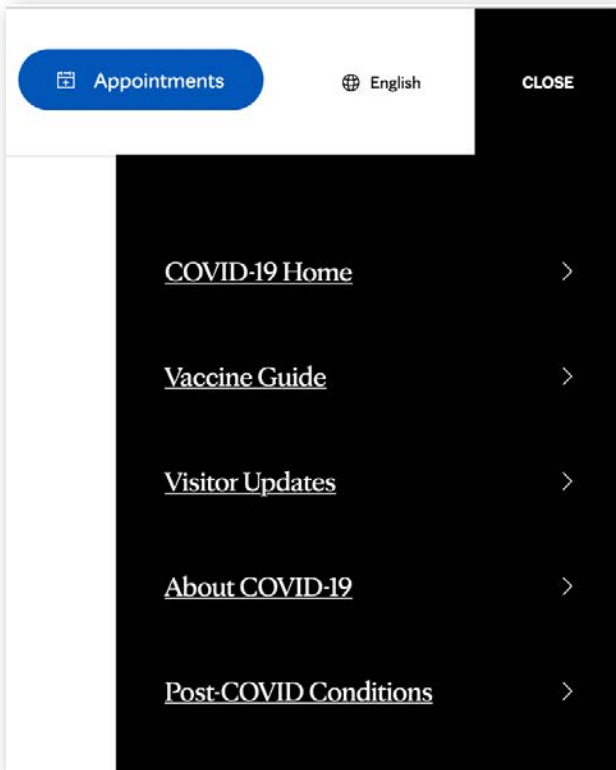 Appointments
English
CLOSE
COVID-19 Home
Vaccine Guide
Visitor Updates
About COVID-19
Post-COVID Conditions